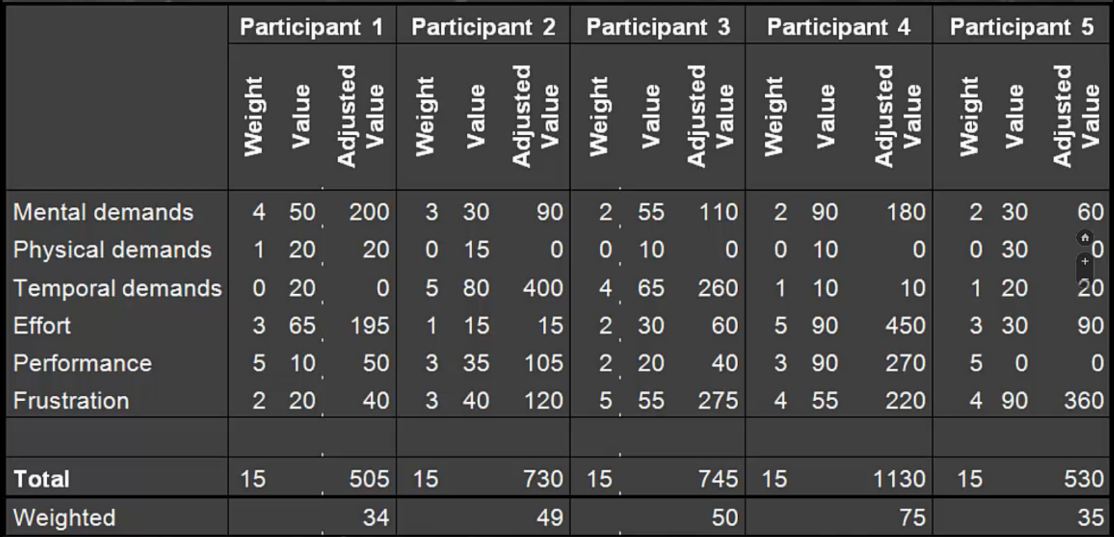 Participant 1 Participant 2 Participant 3 Participant 4 Participant 5
Weight Value Adjusted Value Weight Value Adjusted Value Weight Value Adjusted Value Weight Value Adjusted Value Weight Value Adjusted Value
Mental demands 4 50 200 3 30 90 2 55 110 2 90 180 2 30 60
Physical demands 1 20 20 0 15 0 0 10 0 0 10 0 0 30 0
Temporal demands 0 20 0 5 80 400 4 65 260 1 10 10 1 20 20
Effort 3 65 195 1 15 15 2 30 60 5 90 450 3 30 90
Performance 5 10 50 3 35 105 2 20 40 3 90 270 5 0 0
Frustration 2 20 40 3 40 120 5 55 275 4 55 220 4 90 360
Total 15 505 15 730 15 745 15 1130 15 530
Weighted 34 49 50 75 35